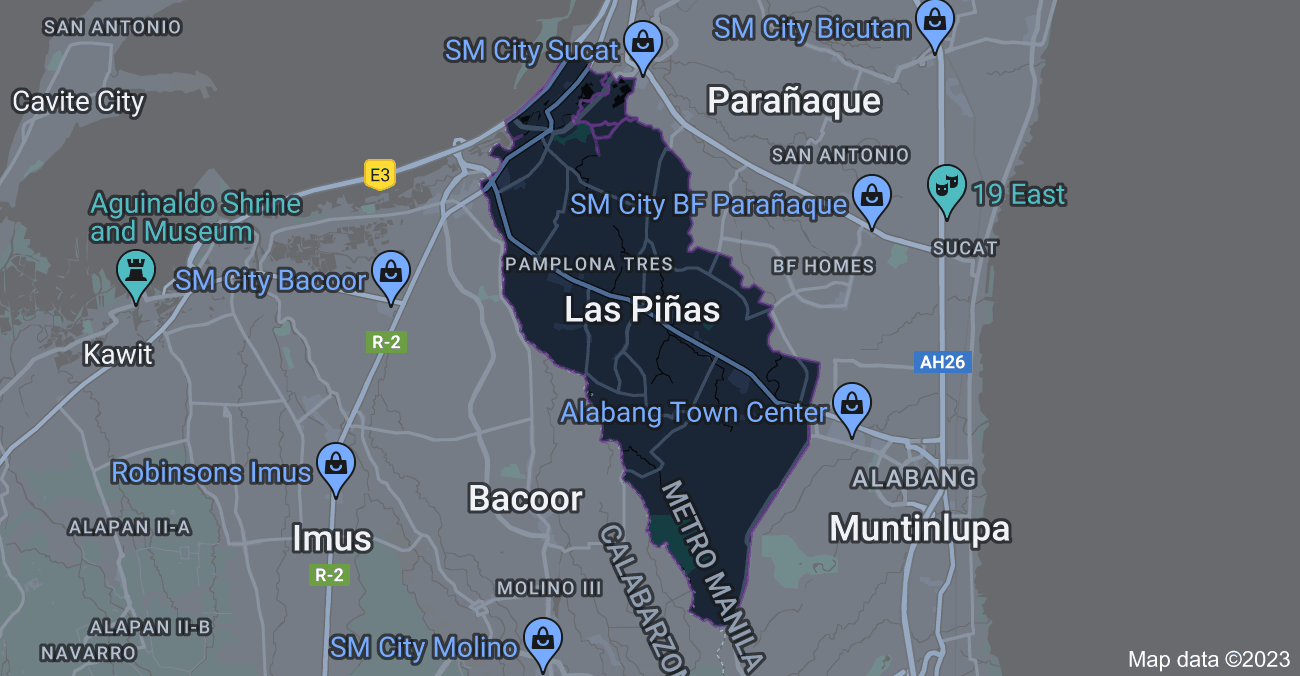 SAN ANTONIO
SM City Bicutan
SM City Sucat
Cavite City
Parañaque
SAN ANTONIO
E3
19 East
Aguinaldo Shrine
and Museum
SM City BF Parañaque
SUCAT
PAMPLONA TRES
BF HOMES
SM City Bacoor
Las Piñas
R-2
Kawit
AH26
Alabang Town Center
Robinsons Imus
ALABANG
Bacoor
METRO MANILA
ALAPAN II-A
Muntinlupa
Imus
CALABARZON
R-2
MOLINO III
ALAPAN II-B
SM City Molino
NAVARRO
Map data ©2023